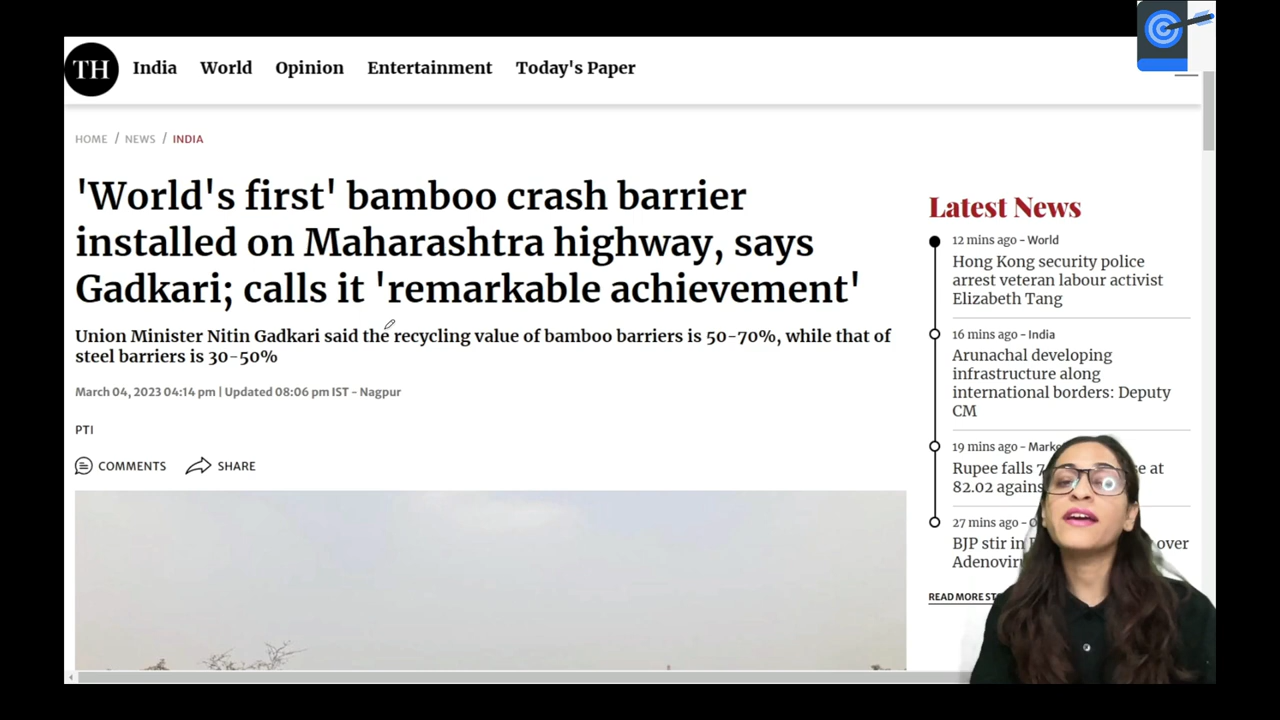 TH India World Opinion Entertainment Today's Paper
HOME / NEWS / INDIA
'World's first' bamboo crash barrier
installed on Maharashtra highway, says
Gadkari; calls it 'remarkable achievement'
Union Minister Nitin Gadkari said the recycling value of bamboo barriers is 50-70%, while that of
steel barriers is 30-50%
March 04, 2023 04:14 pm | Updated 08:06 pm IST - Nagpur
PTI
COMMENTS SHARE
Latest News
12 mins ago - World
Hong Kong security police
arrest veteran labour activist
Elizabeth Tang
16 mins ago - India
Arunachal developing
infrastructure along
international borders: Deputy
CM
19 mins ago -
Rupee falls
82.02
27 mins ago -
BJP stir in over
READ MORE